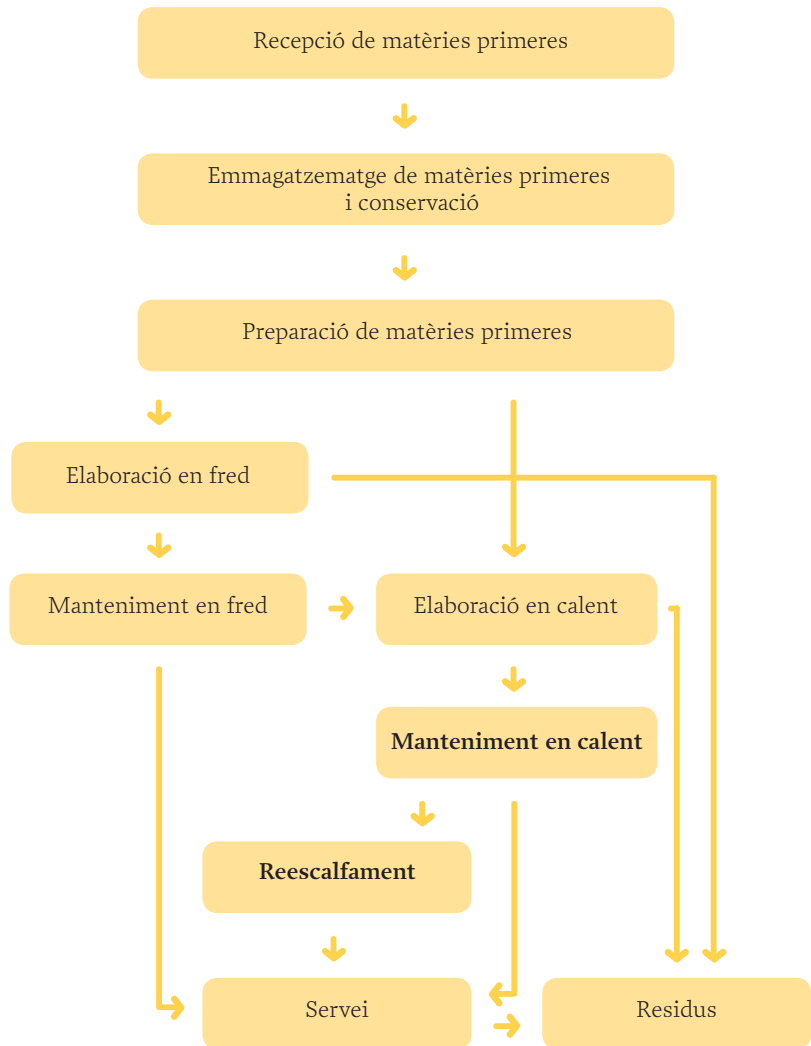 Recepció de matèries primeres
Emmagatzematge de matèries primeres
i conservació
Preparació de matèries primeres
Elaboració en fred
Manteniment en fred
Elaboració en calent
Manteniment en calent
Reescalfament
Servei
Residus